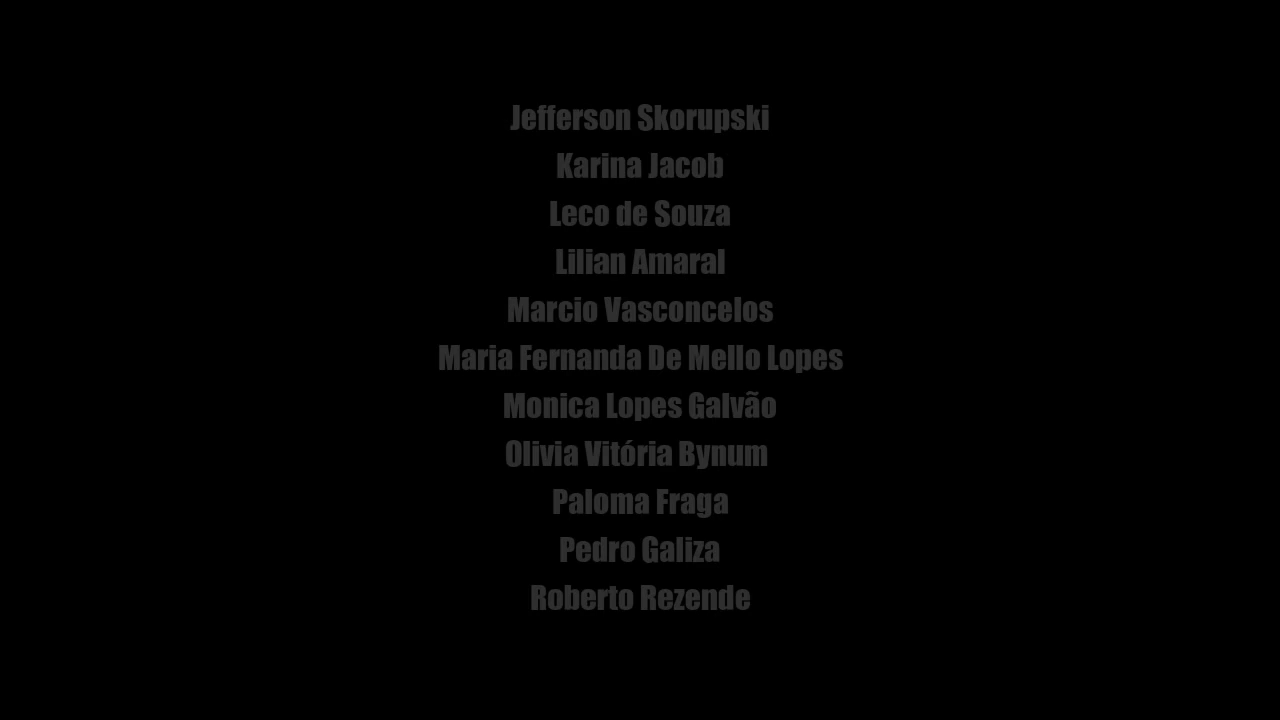 Jefferson Skorupski
Karina Jacob
Leco de Souza
Lilian Amaral
Marcio Vasconcelos
Maria Fernanda De Mello Lopes
Monica Lopes Galvão
Olivia Vitória Bynum
Paloma Fraga
Pedro Galiza
Roberto Rezende